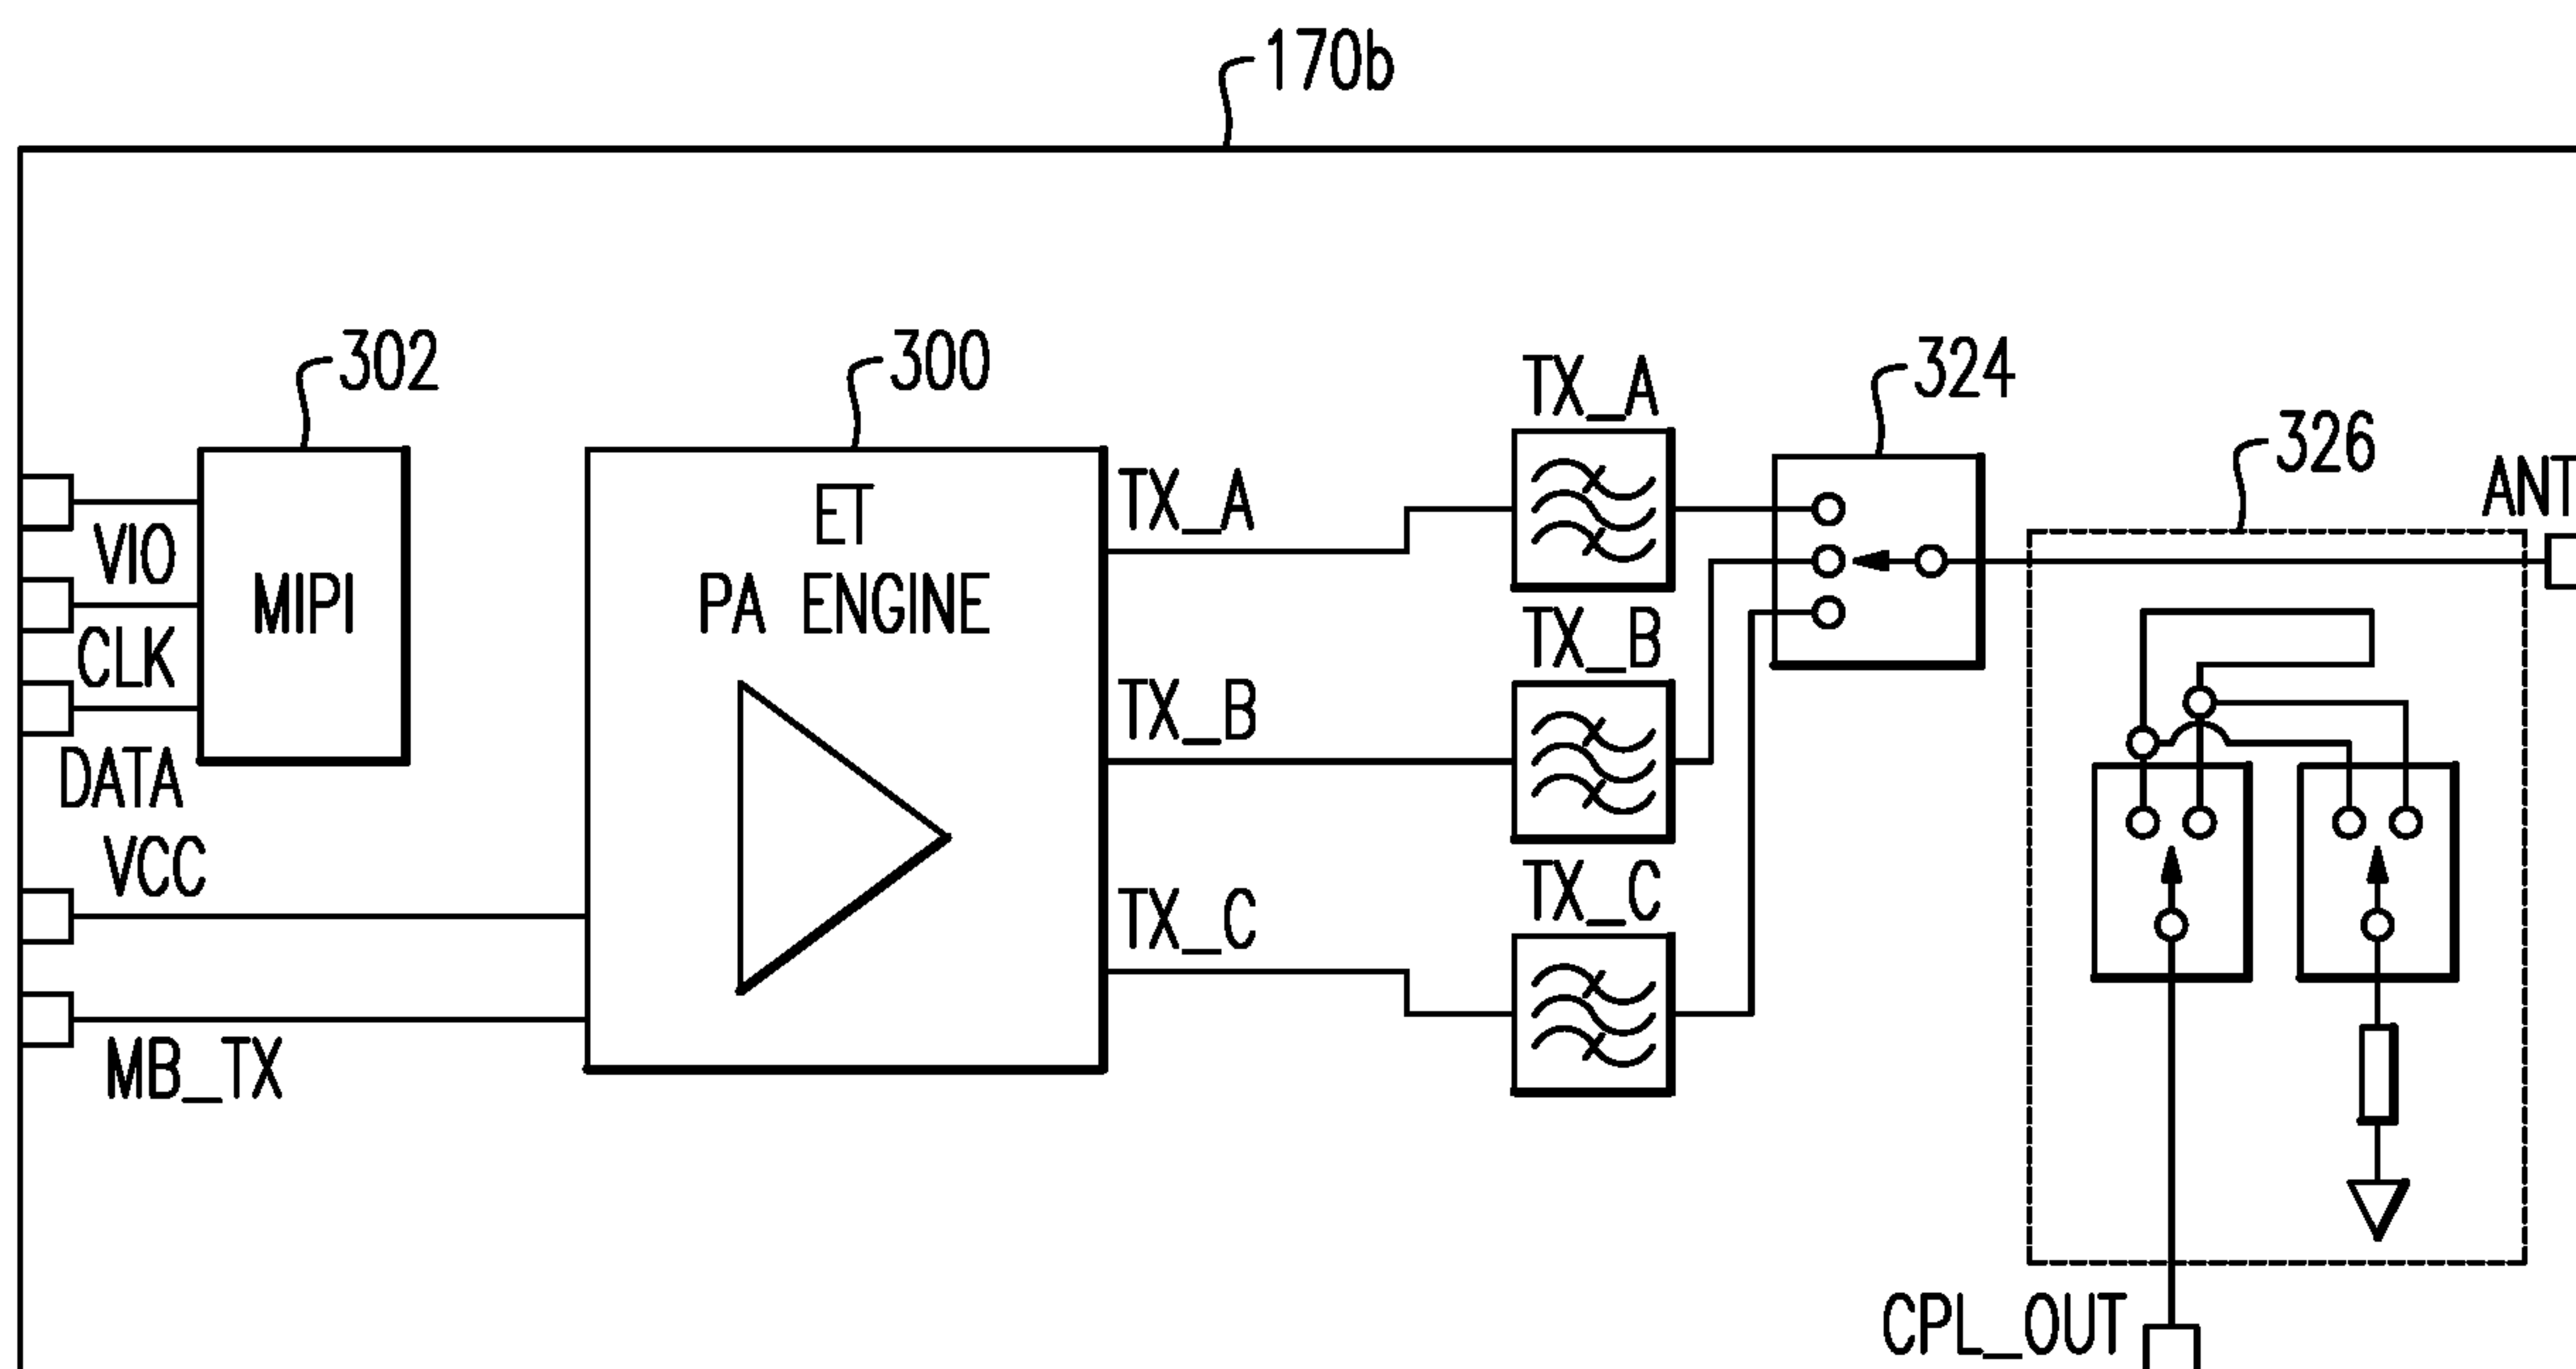 170b
302
300
324
326
TX_A
ANT
ET
PA ENGINE
TX_A
VIO
MIPI
CLK
TX_B
TX_B
DATA
VCC
TX_C
TX_C
MB_TX
CPL_OUT